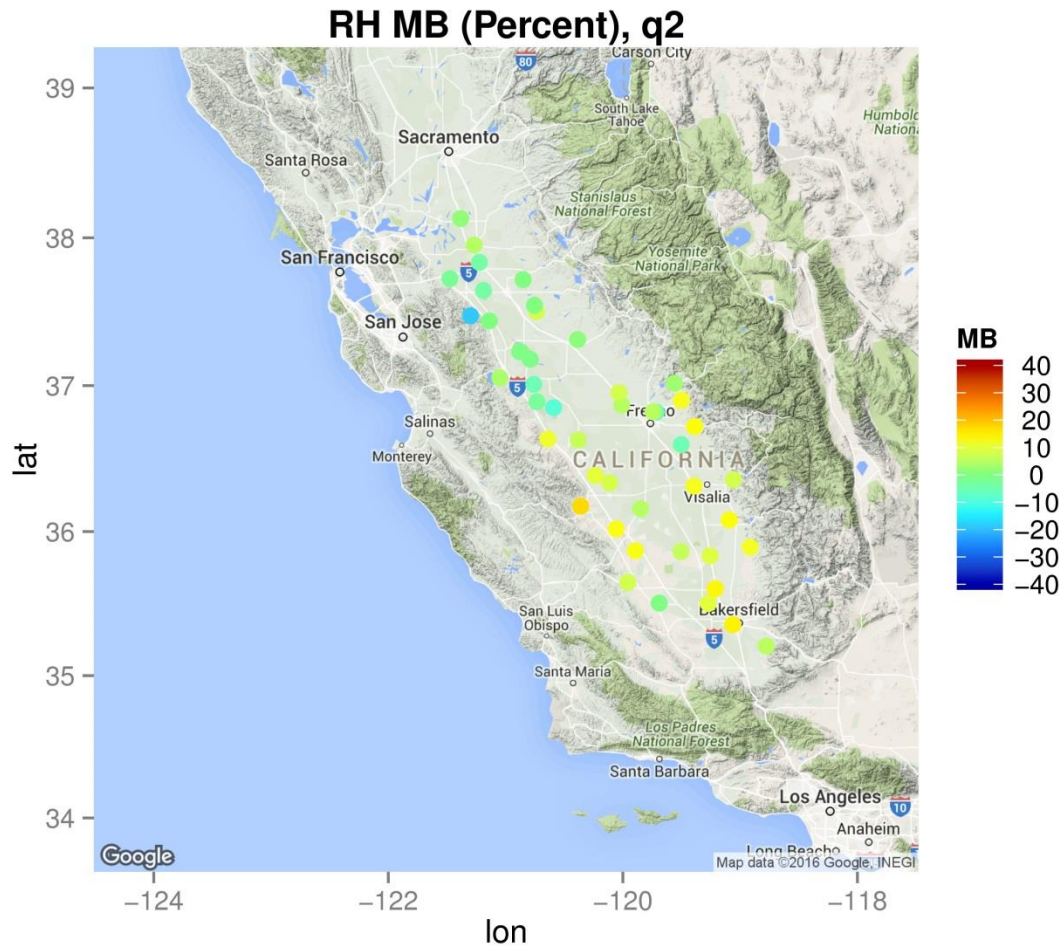 RH MB (Percent), q2
39
38
37
36
35
34
lat
−124
−122
−120
−118
lon
80
Carson City
South Lake
Tahoe
Sacramento
Santa Rosa
Stanislaus
National Forest
Yosemite
National Park
San Francisco
5
San Jose
5
Salinas
Monterey
CALIFORNIA
Visalia
Bakersfield
5
San Luis
Obispo
Santa Maria
Los Padres
National Forest
Santa Barbara
Los Angeles
10
Anaheim
Long Beach
Google
Map data ©2016 Google, INEGI
MB
40
30
20
10
0
−10
−20
−30
−40